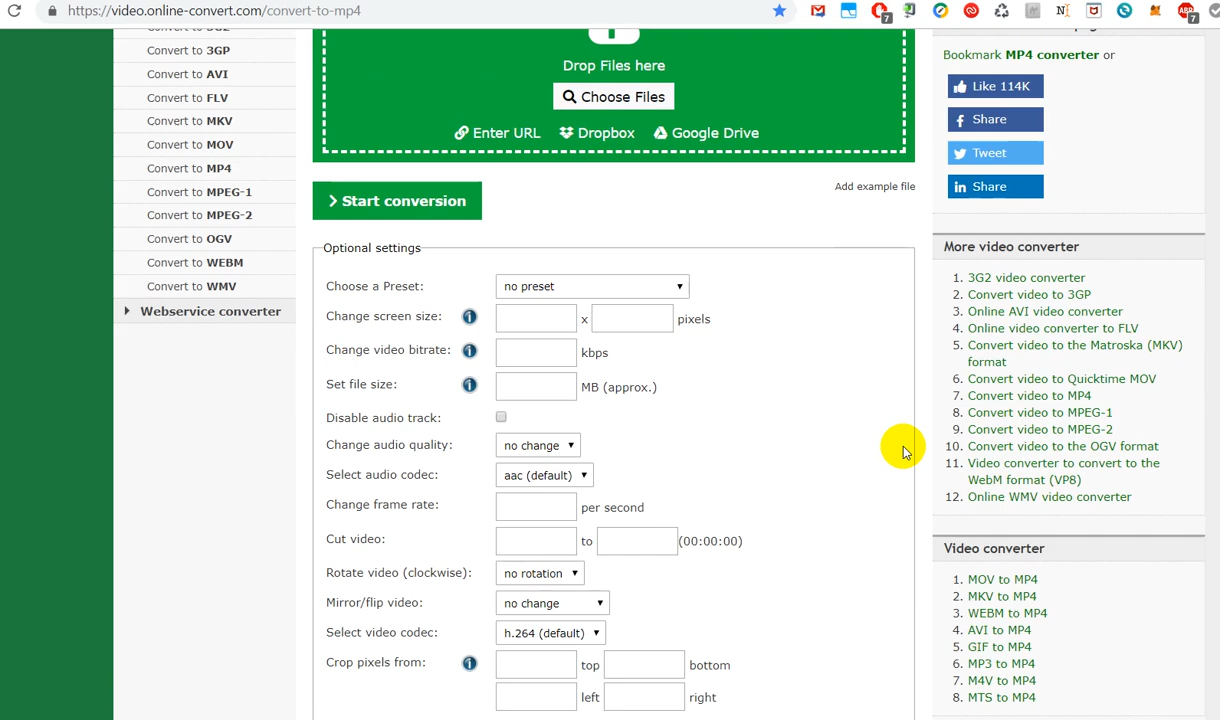 https://video.online-convert.com/convert-to-mp4
7
7
Convert to 3GP
Convert to AVI
Convert to FLV
Convert to MKV
Convert to MOV
Convert to MP4
Convert to MPEG-1
Convert to MPEG-2
Convert to OGV
Convert to WEBM
Convert to WMV
Webservice converter
Drop Files here
Choose Files
Enter URL Dropbox Google Drive
Start conversion
Add example file
Optional settings
Choose a Preset: no preset
Change screen size: x pixels
Change video bitrate: kbps
Set file size: MB (approx.)
Disable audio track:
Change audio quality: no change
Select audio codec: aac (default)
Change frame rate: per second
Cut video: to (00:00:00)
Rotate video (clockwise): no rotation
Mirror/flip video: no change
Select video codec: h.264 (default)
Crop pixels from: top bottom
left right
Bookmark MP4 converter or
Like 114K
Share
Tweet
Share
More video converter
1. 3G2 video converter
2. Convert video to 3GP
3. Online AVI video converter
4. Online video converter to FLV
5. Convert video to the Matroska (MKV)
format
6. Convert video to Quicktime MOV
7. Convert video to MP4
8. Convert video to MPEG-1
9. Convert video to MPEG-2
10. Convert video to the OGV format
11. Video converter to convert to the
WebM format (VP8)
12. Online WMV video converter
Video converter
1. MOV to MP4
2. MKV to MP4
3. WEBM to MP4
4. AVI to MP4
5. GIF to MP4
6. MP3 to MP4
7. M4V to MP4
8. MTS to MP4